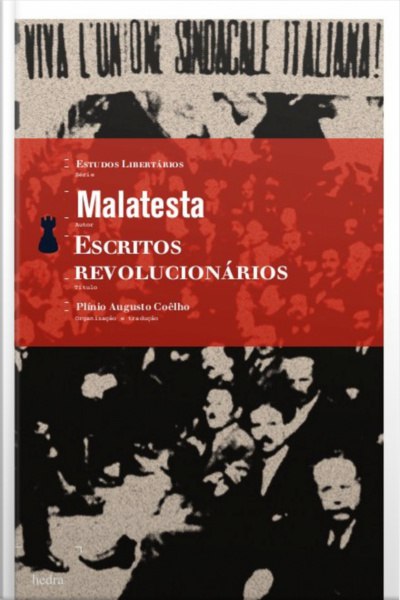 VIVA L'UNIONE SINDACALE ITALIANA!
ESTUDOS LIBERTÁRIOS
Série
Malatesta
Autor
ESCRITOS
REVOLUCIONÁRIOS
Título
Plínio Augusto Coêlho
Organização e tradução
hedra